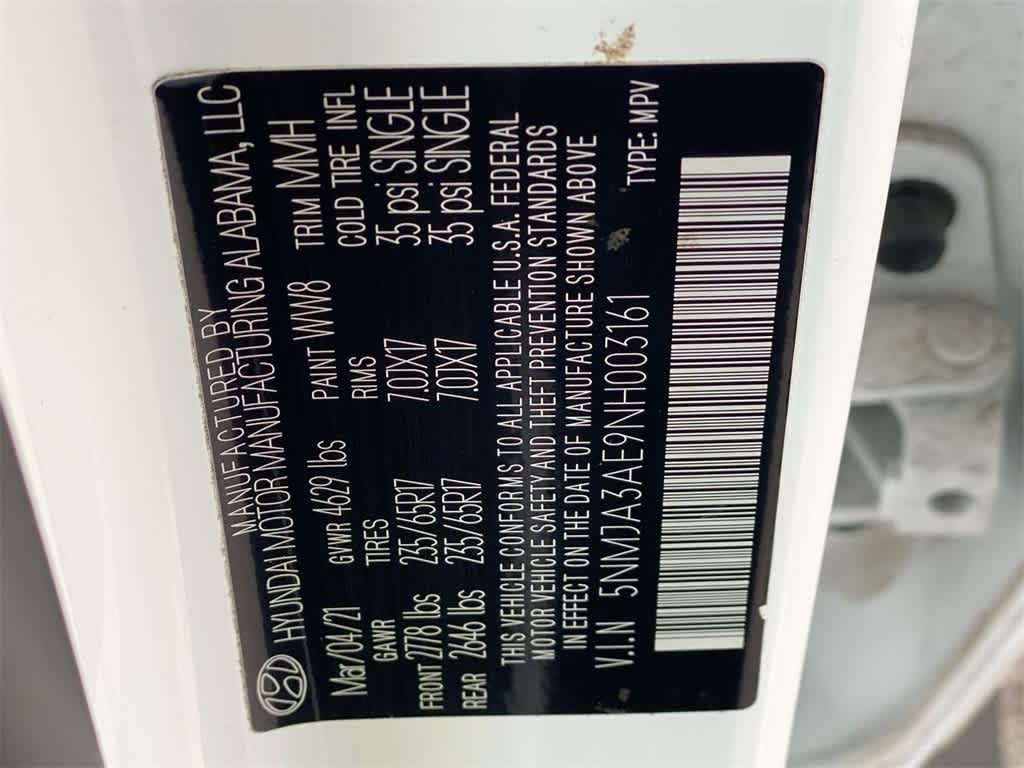 MANUFACTURED BY
HYUNDAI MOTOR MANUFACTURING ALABAMA, LLC
Mar/04/21 GVWR 4629 lbs PAINT WW8 TRIM MMH
GAWR TIRES RIMS COLD TIRE INFL
FRONT 2778 lbs 235/65R17 7.0JX17 35 psi SINGLE
REAR 2646 lbs 235/65R17 7.0JX17 35 psi SINGLE
THIS VEHICLE CONFORMS TO ALL APPLICABLE U.S.A. FEDERAL
MOTOR VEHICLE SAFETY AND THEFT PREVENTION STANDARDS
IN EFFECT ON THE DATE OF MANUFACTURE SHOWN ABOVE
V.I.N 5NMJA3AE9NH003161 TYPE: MPV